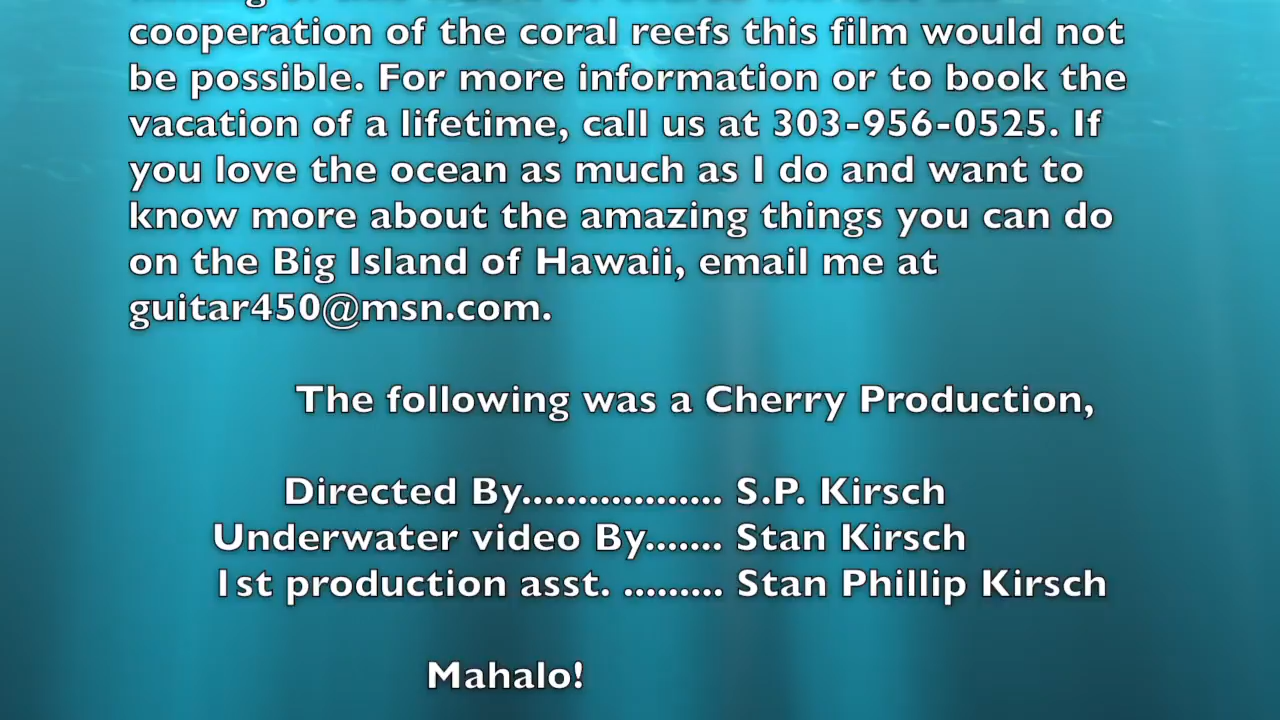 cooperation of the coral reefs this film would not
be possible. For more information or to book the
vacation of a lifetime, call us at 303-956-0525. If
you love the ocean as much as I do and want to
know more about the amazing things you can do
on the Big Island of Hawaii, email me at
guitar450@msn.com.
The following was a Cherry Production,
Directed By.................. S.P. Kirsch
Underwater video By....... Stan Kirsch
1st production asst. ......... Stan Phillip Kirsch
Mahalo!